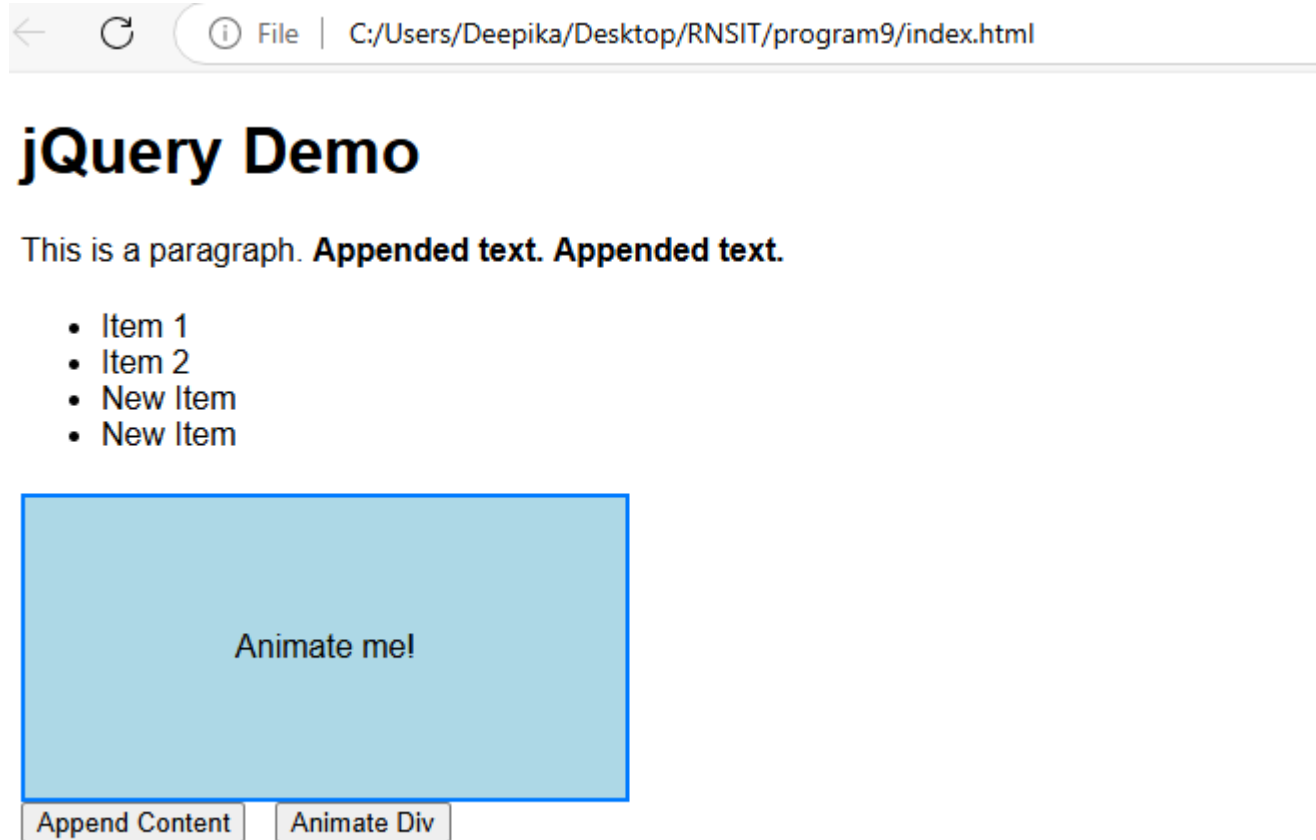 File | C:/Users/Deepika/Desktop/RNSIT/program9/index.html
jQuery Demo
This is a paragraph. Appended text. Appended text.
• Item 1
• Item 2
• New Item
• New Item
Animate me!
Append Content Animate Div